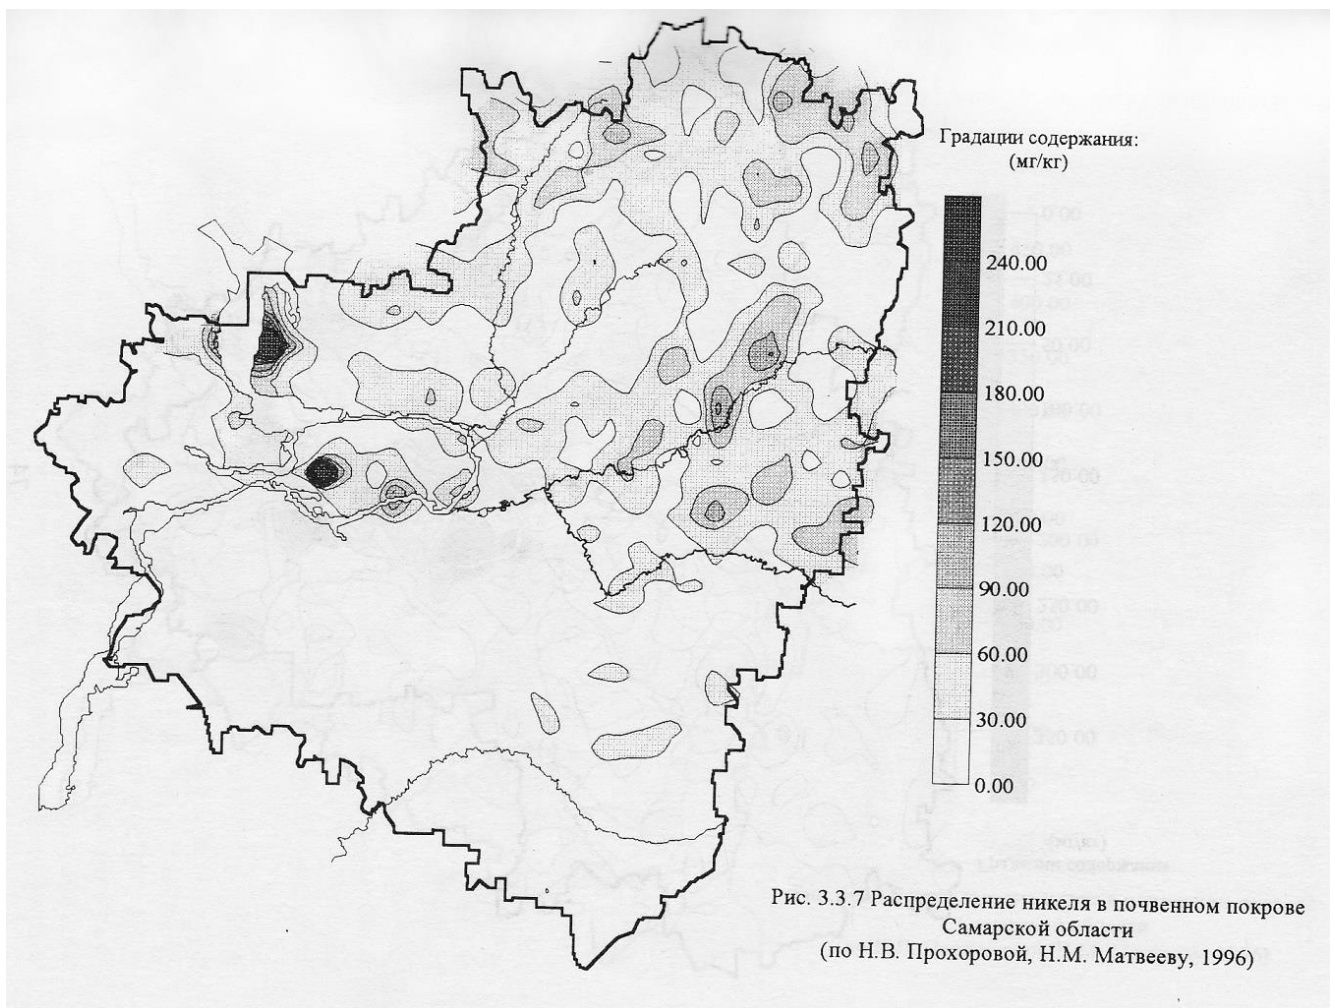 Градации содержания:
(мг/кг)
240.00
210.00
180.00
150.00
120.00
90.00
60.00
30.00
0.00
Рис. 3.3.7 Распределение никеля в почвенном покрове
Самарской области
(по Н.В. Прохоровой, Н.М. Матвееву, 1996)